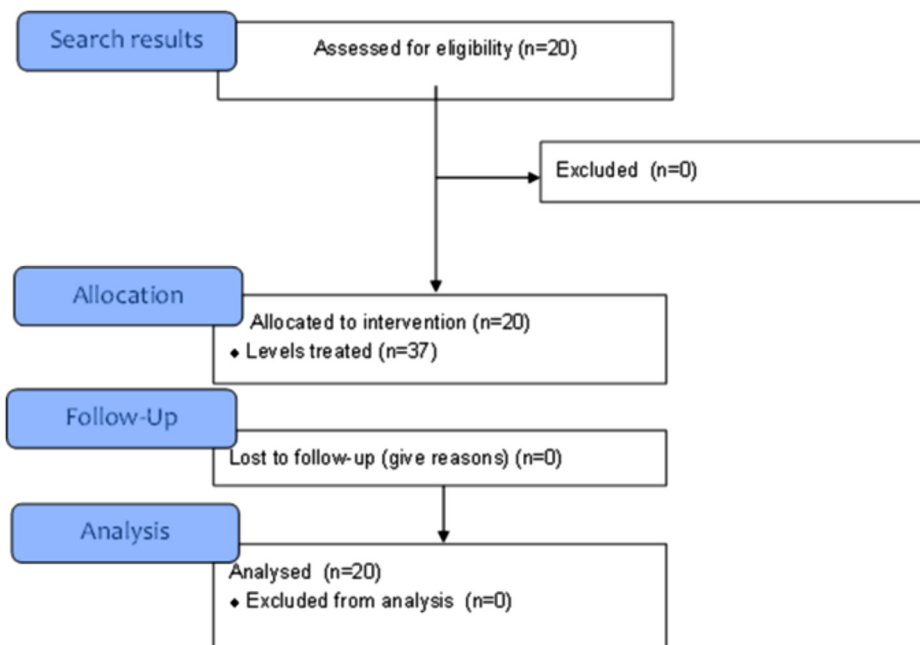 Search results
Assessed for eligibility (n=20)
Excluded (n=0)
Allocation
Allocated to intervention (n=20)
♦ Levels treated (n=37)
Follow-Up
Lost to follow-up (give reasons) (n=0)
Analysis
Analysed (n=20)
♦ Excluded from analysis (n=0)